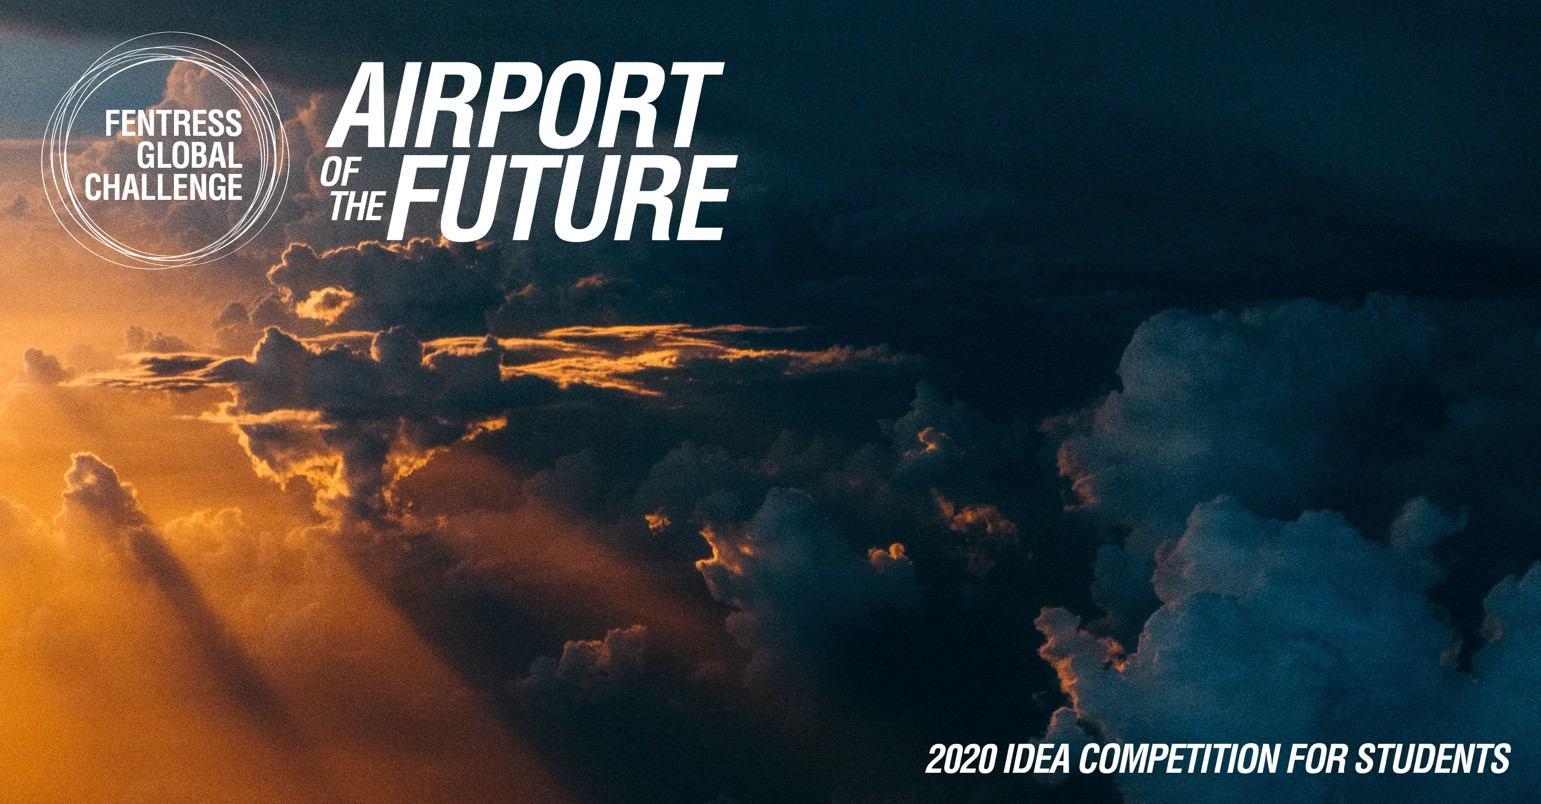 FENTRESS
GLOBAL
CHALLENGE
AIRPORT
OF
THE FUTURE
2020 IDEA COMPETITION FOR STUDENTS